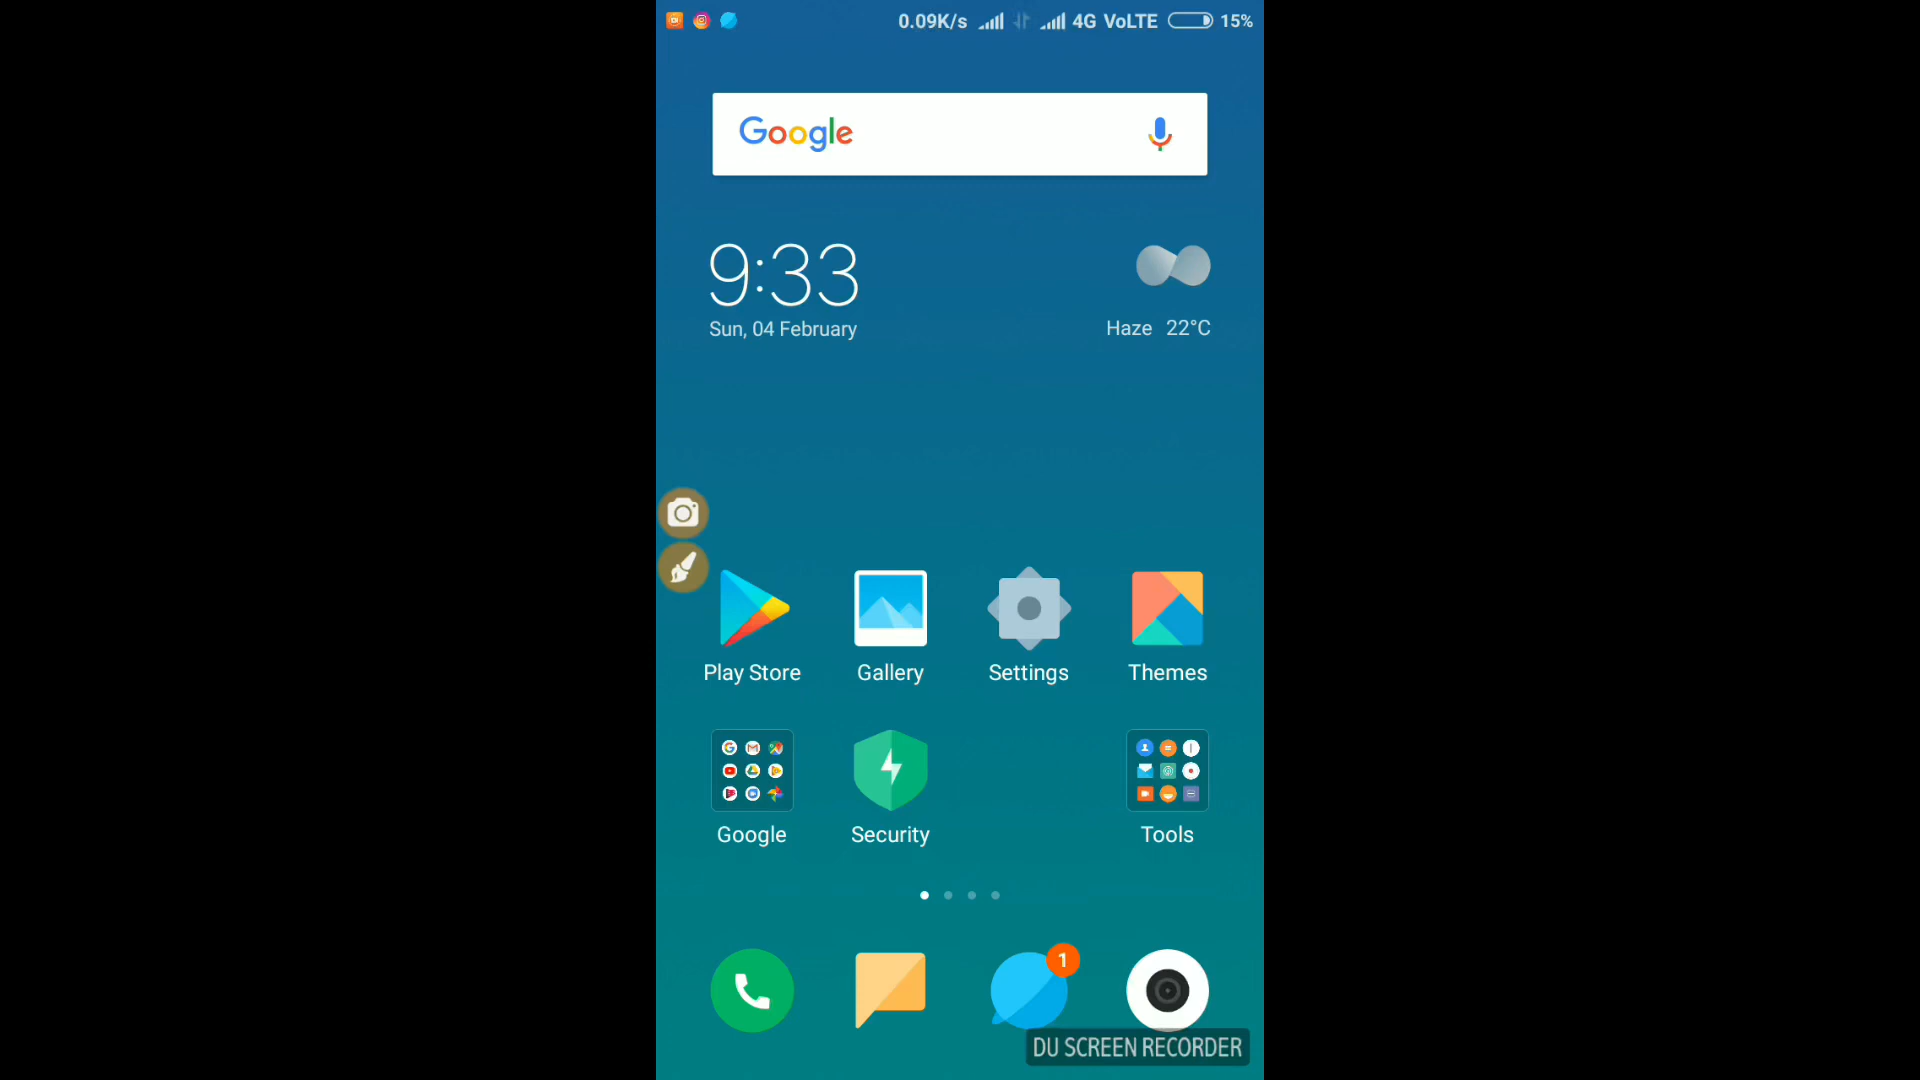 0.09K/s 4G VoLTE 15%
Google
9:33
Sun, 04 February
Haze 22°C
Play Store Gallery Settings Themes
Google Security Tools
1
DU SCREEN RECORDER